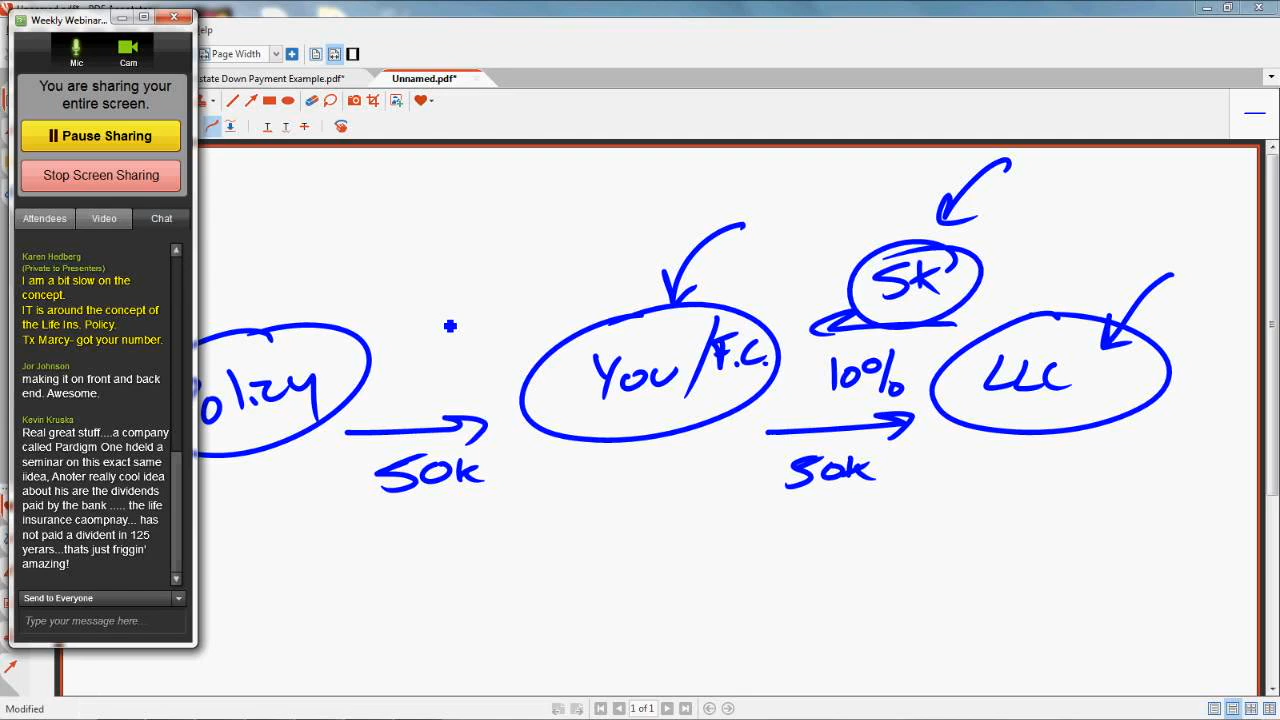 Weekly Webinar...
Help
Mic
Cam
You are sharing your
entire screen.
Pause Sharing
Stop Screen Sharing
Attendees
Video
Chat
Page Width
state Down Payment Example.pdf*
Unnamed.pdf*
Karen Hedberg
(Private to Presenters)
I am a bit slow on the
concept.
IT is around the concept of
the Life Ins. Policy.
Tx Marcy- got your number.
Jor Johnson
making it on front and back
end. Awesome.
Kevin Kruska
Real great stuff....a company
called Pardigm One hdeld a
seminar on this exact same
iidea, Anoter really cool idea
about his are the dividends
paid by the bank ..... the life
insurance caompnay... has
not paid a divident in 125
yerars...thats just friggin'
amazing!
Send to Everyone
Type your message here...
5k
olicy
You/F.C.
10%
LLC
50k
50k
Modified
1 of 1